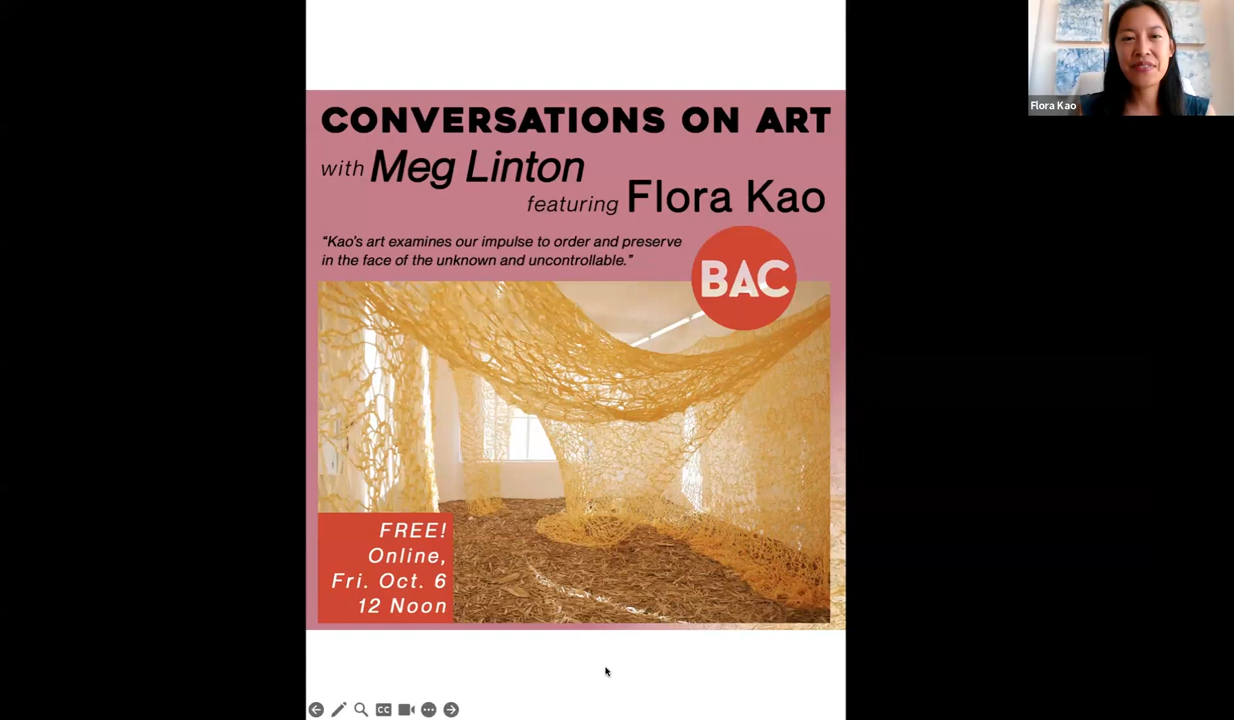 CONVERSATIONS ON ART
with Meg Linton
featuring Flora Kao
“Kao’s art examines our impulse to order and preserve
in the face of the unknown and uncontrollable.”
BAC
FREE!
Online,
Fri. Oct. 6
12 Noon
Flora Kao
CC